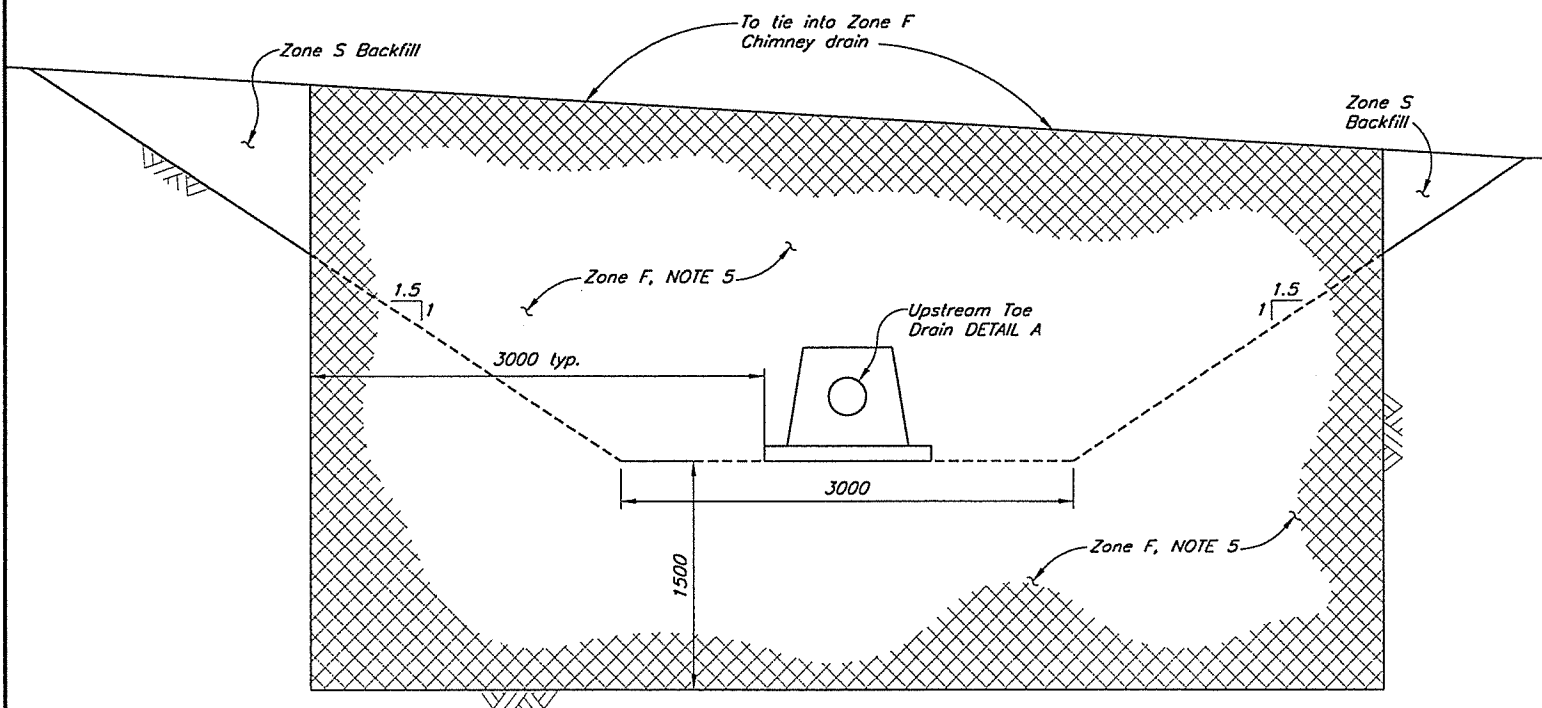 To tie into Zone F
Chimney drain
Zone S Backfill
Zone S
Backfill
Zone F, NOTE 5
1.5
1
1.5
1
Upstream Toe
Drain DETAIL A
3000 typ.
3000
Zone F, NOTE 5
1500